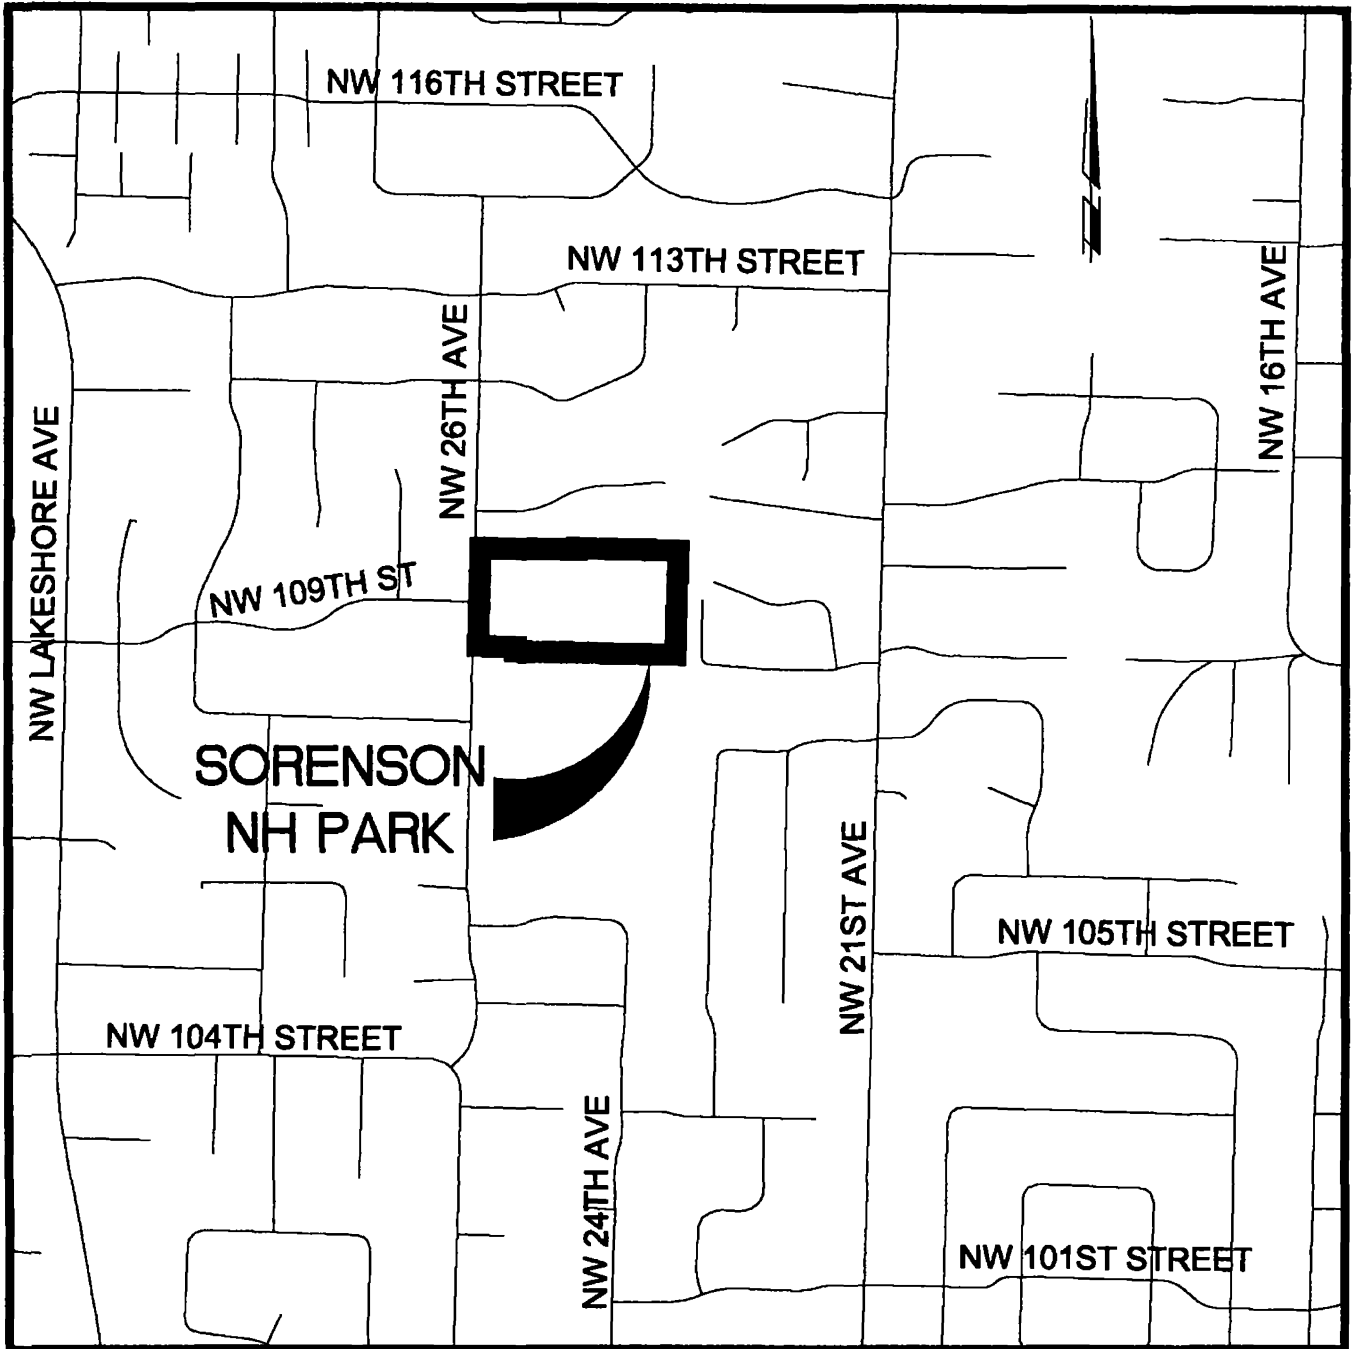 NW 116TH STREET
NW 113TH STREET
NW 26TH AVE
NW 16TH AVE
NW LAKESHORE AVE
NW 109TH ST
SORENSON
NH PARK
NW 21ST AVE
NW 105TH STREET
NW 104TH STREET
NW 24TH AVE
NW 101ST STREET
N